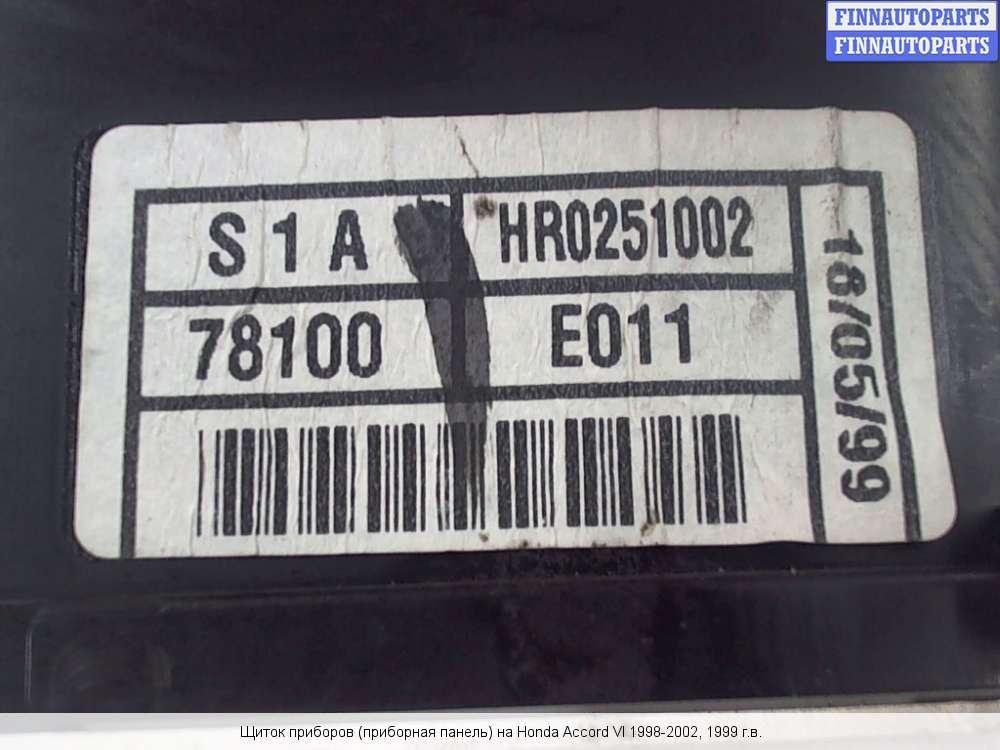 FINNAUTOPARTS
FINNAUTOPARTS
S1A HR0251002
78100 E011
18/05/99
Щиток приборов (приборная панель) на Honda Accord VI 1998-2002, 1999 г.в.